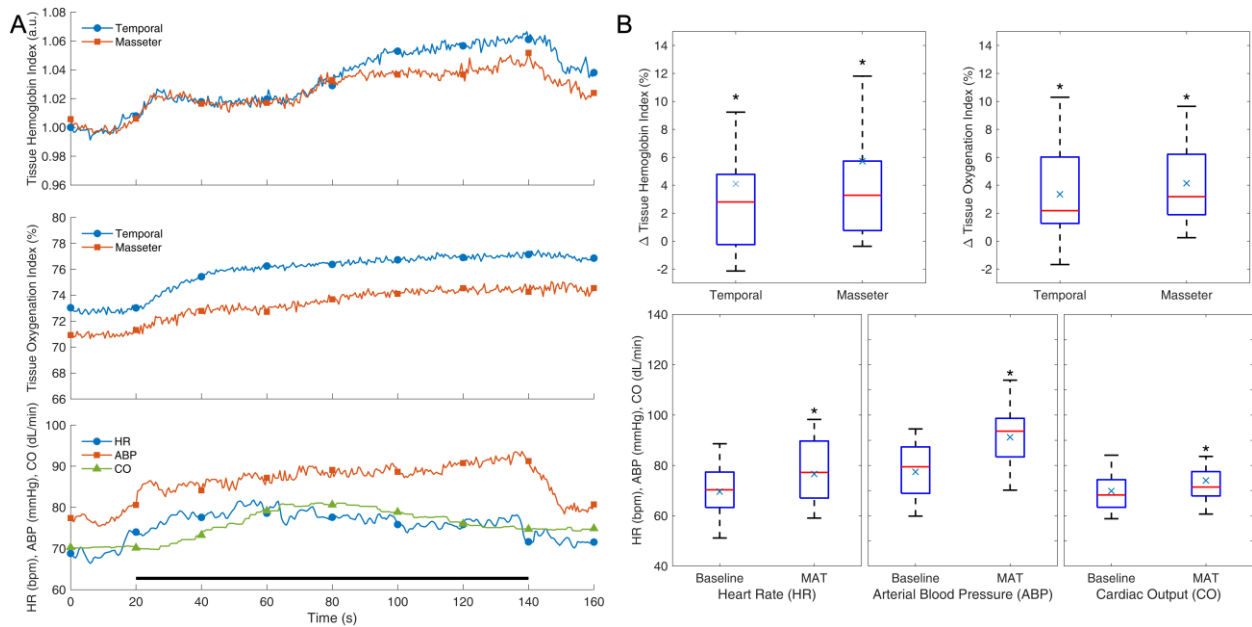 A
Tissue Hemoglobin Index (a.u.)
1.08
1.06
1.04
1.02
1.00
0.98
0.96
Temporal
Masseter
Tissue Oxygenation Index (%)
80
78
76
74
72
70
68
66
Temporal
Masseter
HR (bpm), ABP (mmHg), CO (dL/min)
100
90
80
70
60
HR
ABP
CO
0 20 40 60 80 100 120 140 160
Time (s)
B
Δ Tissue Hemoglobin Index (%)
14
12
10
8
6
4
2
0
-2
* *
Temporal Masseter
Δ Tissue Oxygenation Index (%)
14
12
10
8
6
4
2
0
-2
* *
Temporal Masseter
HR (bpm), ABP (mmHg), CO (dL/min)
140
120
100
80
60
40
* * *
Baseline MAT Baseline MAT Baseline MAT
Heart Rate (HR) Arterial Blood Pressure (ABP) Cardiac Output (CO)